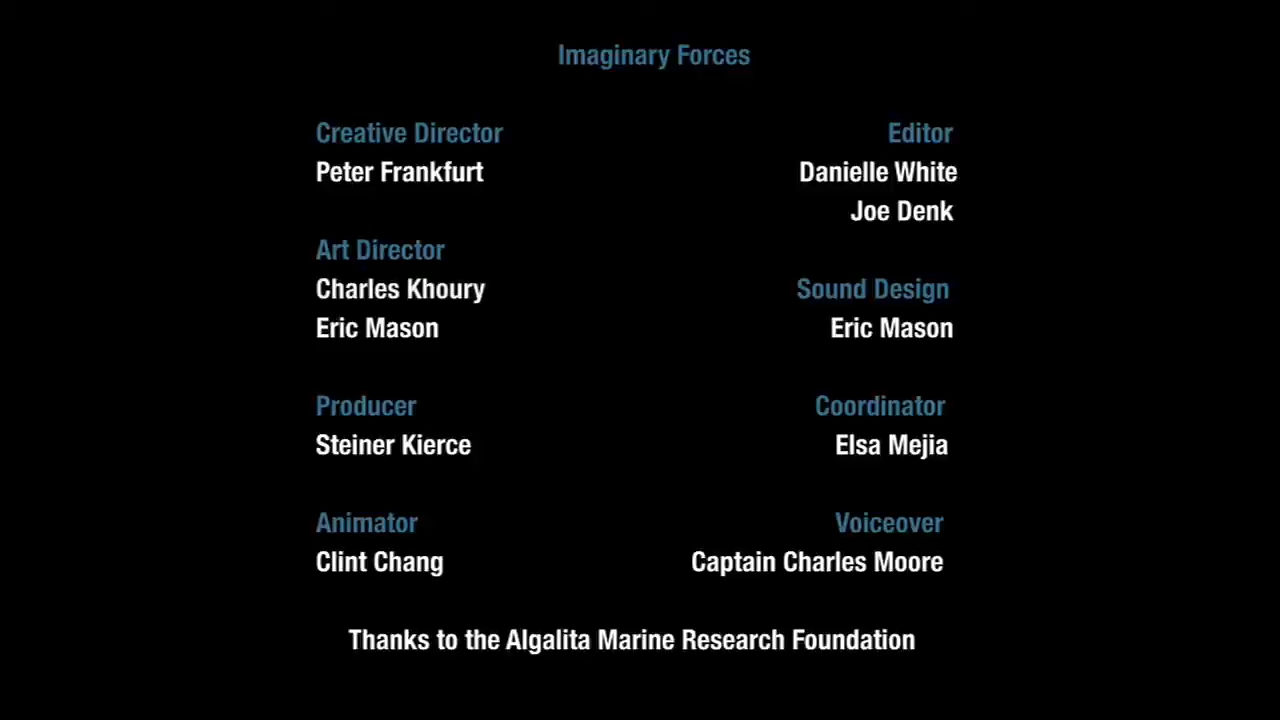 Imaginary Forces
Creative Director
Peter Frankfurt
Art Director
Charles Khoury
Eric Mason
Producer
Steiner Kierce
Animator
Clint Chang
Editor
Danielle White
Joe Denk
Sound Design
Eric Mason
Coordinator
Elsa Mejia
Voiceover
Captain Charles Moore
Thanks to the Algalita Marine Research Foundation